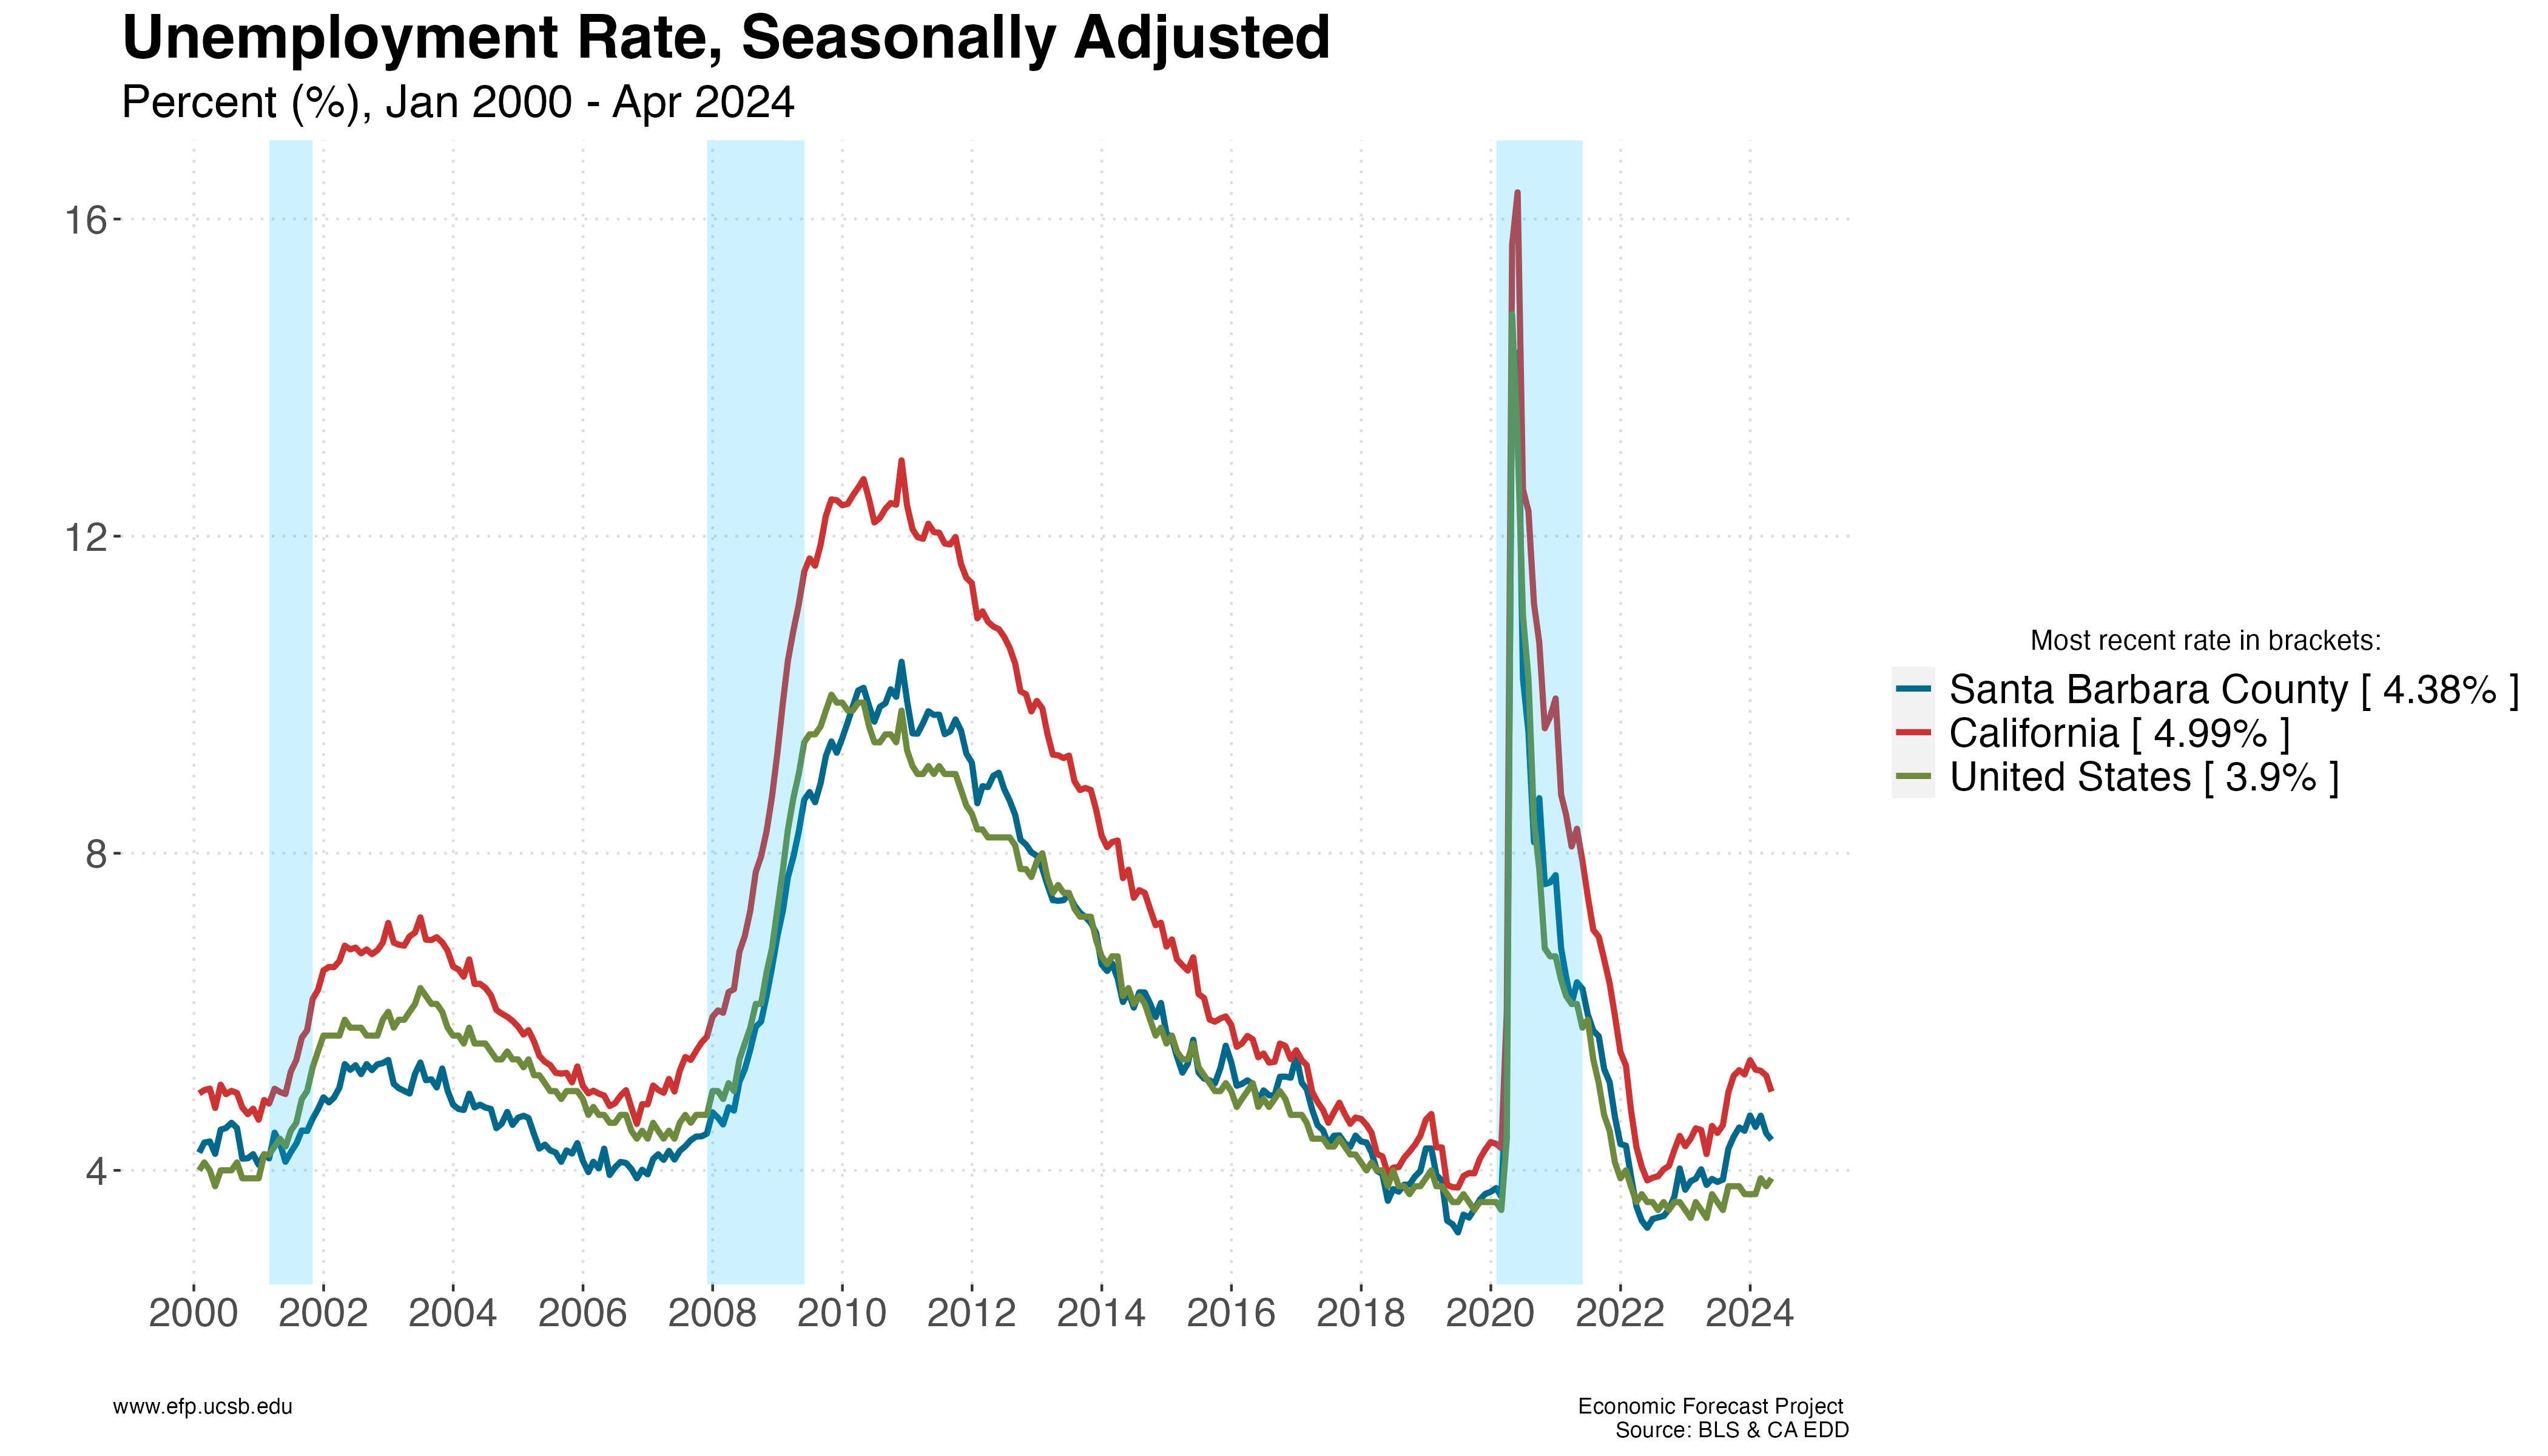 Unemployment Rate, Seasonally Adjusted
Percent (%), Jan 2000 - Apr 2024
16
12
8
4
2000 2002 2004 2006 2008 2010 2012 2014 2016 2018 2020 2022 2024
Most recent rate in brackets:
Santa Barbara County [ 4.38% ]
California [ 4.99% ]
United States [ 3.9% ]
www.efp.ucsb.edu
Economic Forecast Project
Source: BLS & CA EDD